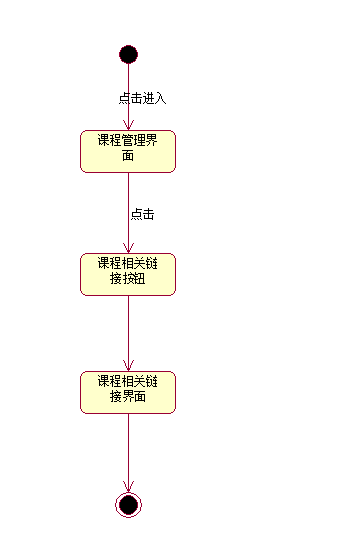 点击进入
课程管理界
面
点击
课程相关链
接按钮
课程相关链
接界面